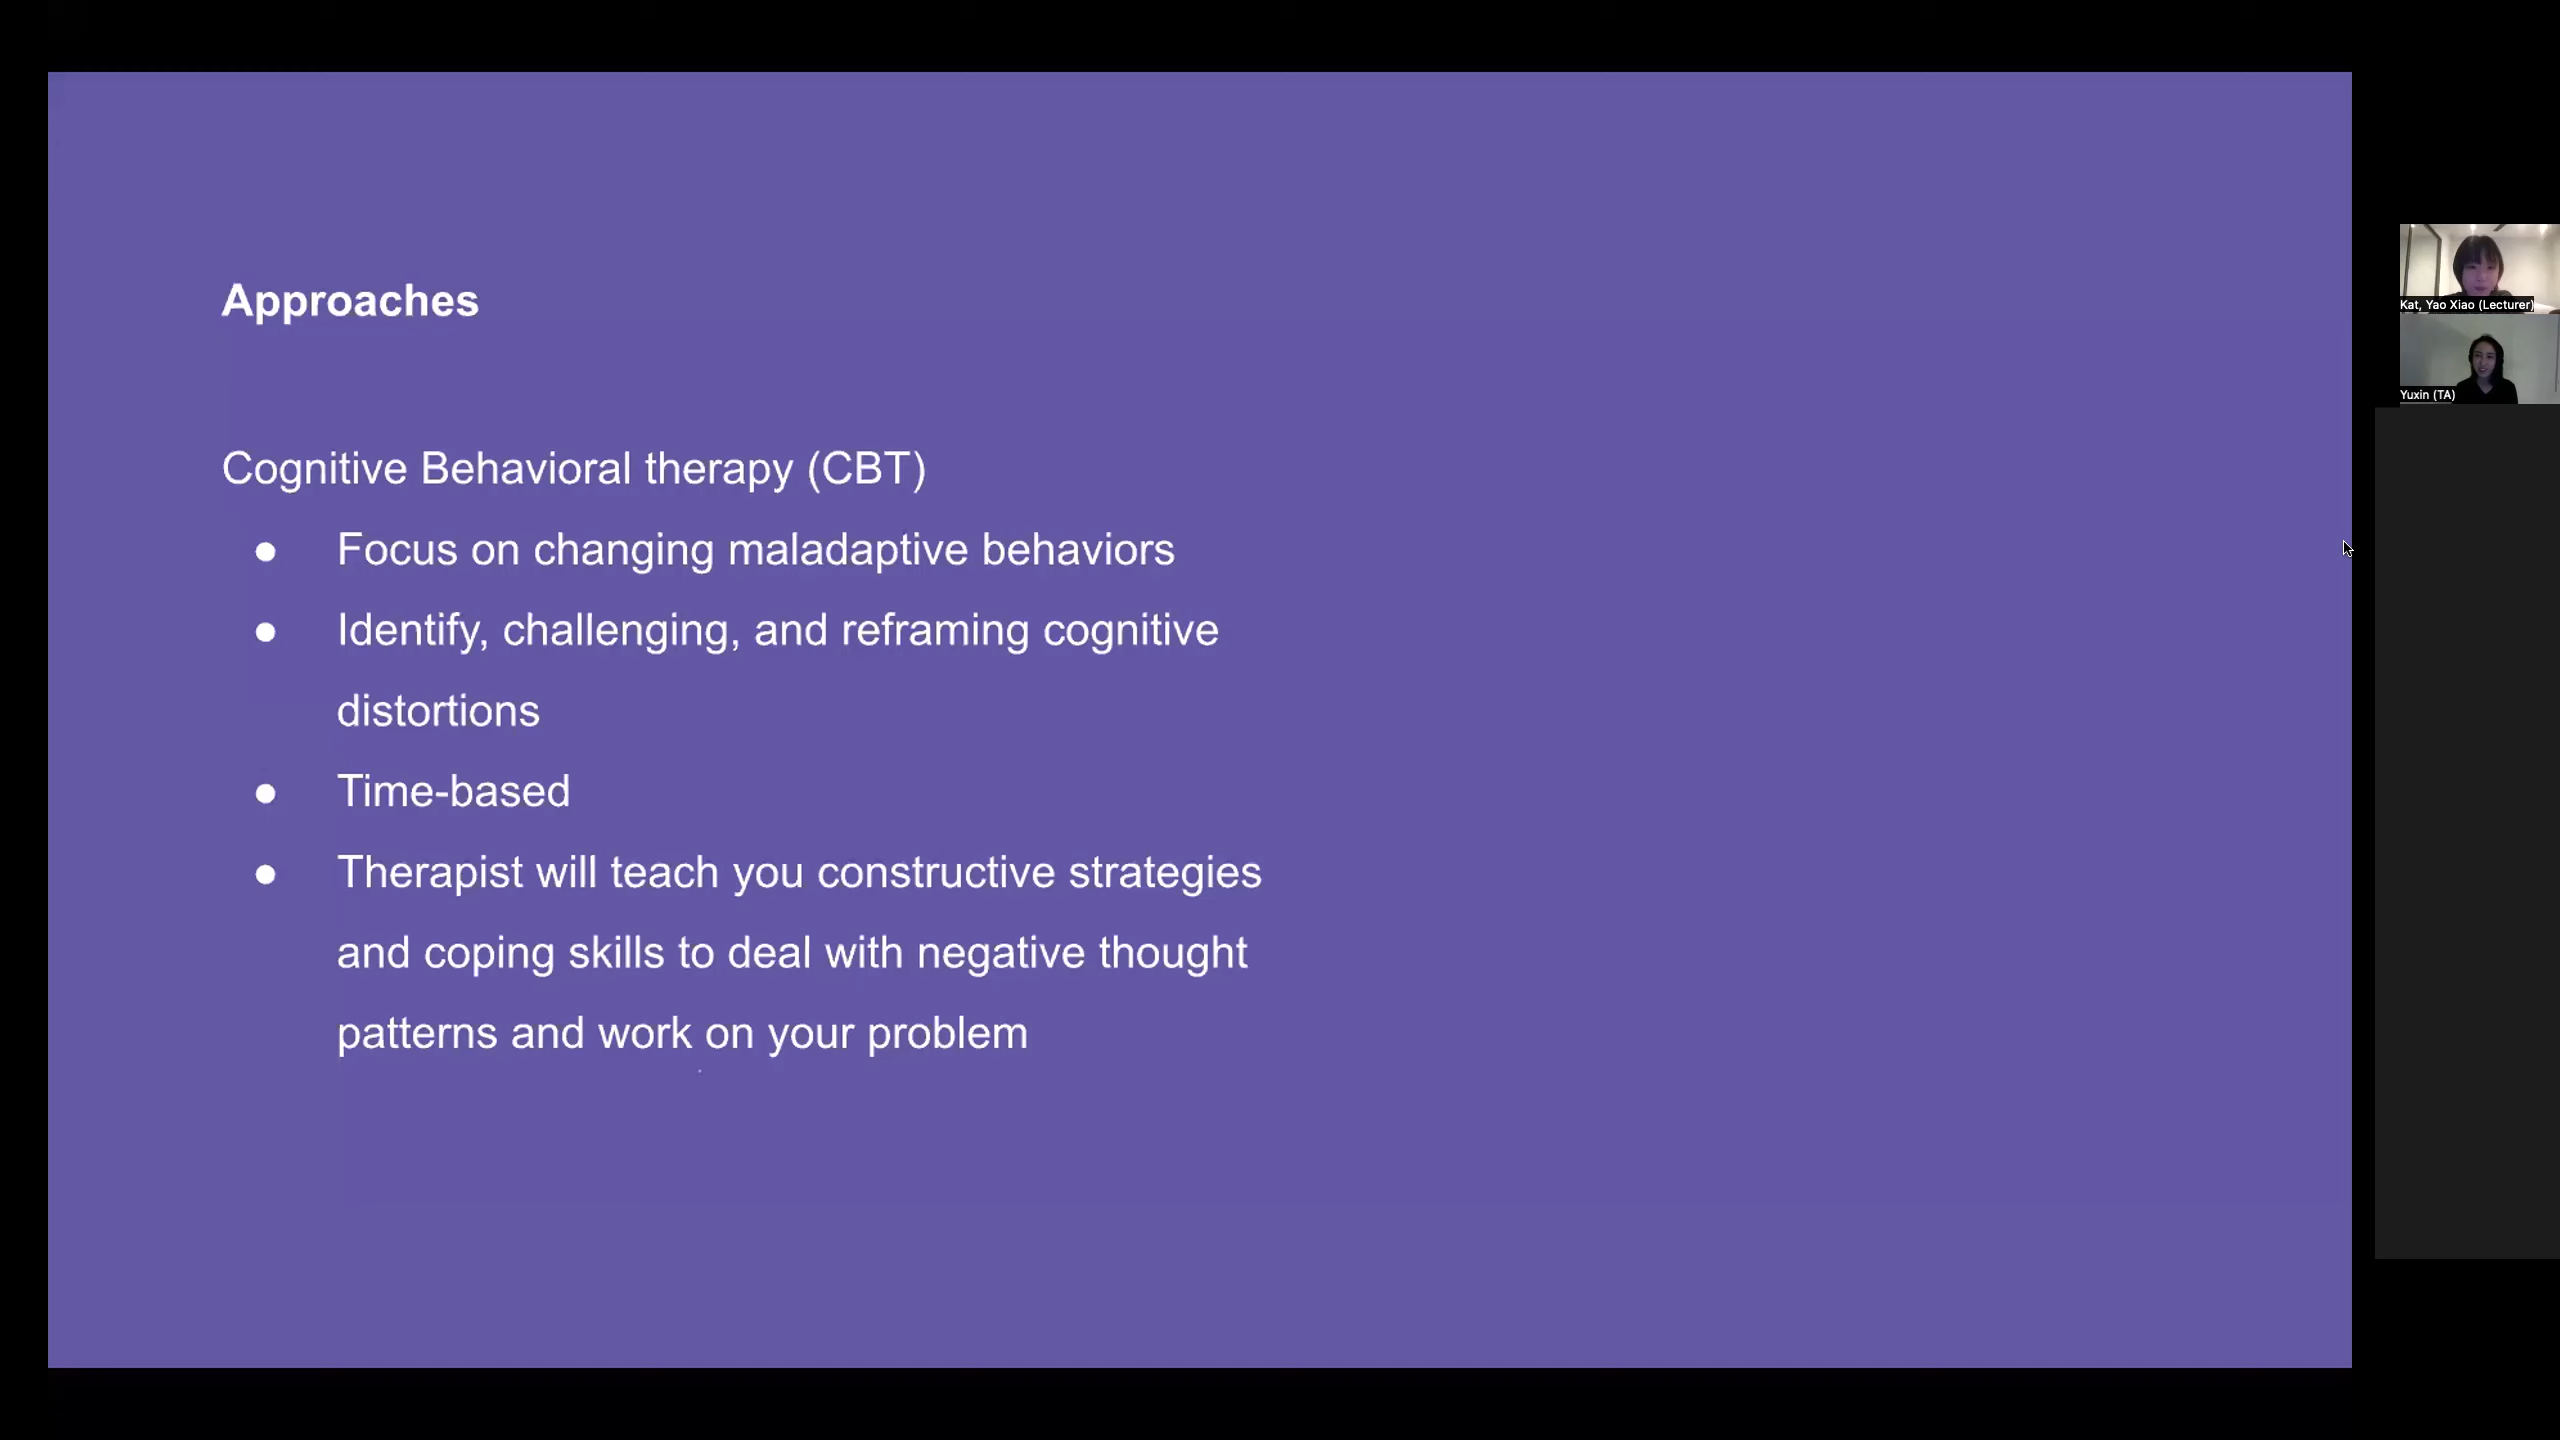 Approaches
Cognitive Behavioral therapy (CBT)
● Focus on changing maladaptive behaviors
● Identify, challenging, and reframing cognitive
distortions
● Time-based
● Therapist will teach you constructive strategies
and coping skills to deal with negative thought
patterns and work on your problem
Kat, Yao Xiao (Lecturer)
Yuxin (TA)